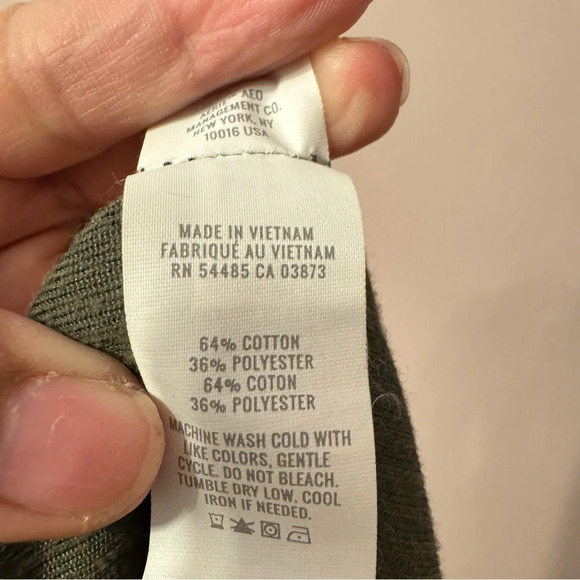 AERIE® AEO
MANAGEMENT CO.
NEW YORK, NY
10016 USA
MADE IN VIETNAM
FABRIQUÉ AU VIETNAM
RN 54485 CA 03873
64% COTTON
36% POLYESTER
64% COTON
36% POLYESTER
MACHINE WASH COLD WITH
LIKE COLORS, GENTLE
CYCLE. DO NOT BLEACH.
TUMBLE DRY LOW. COOL
IRON IF NEEDED.